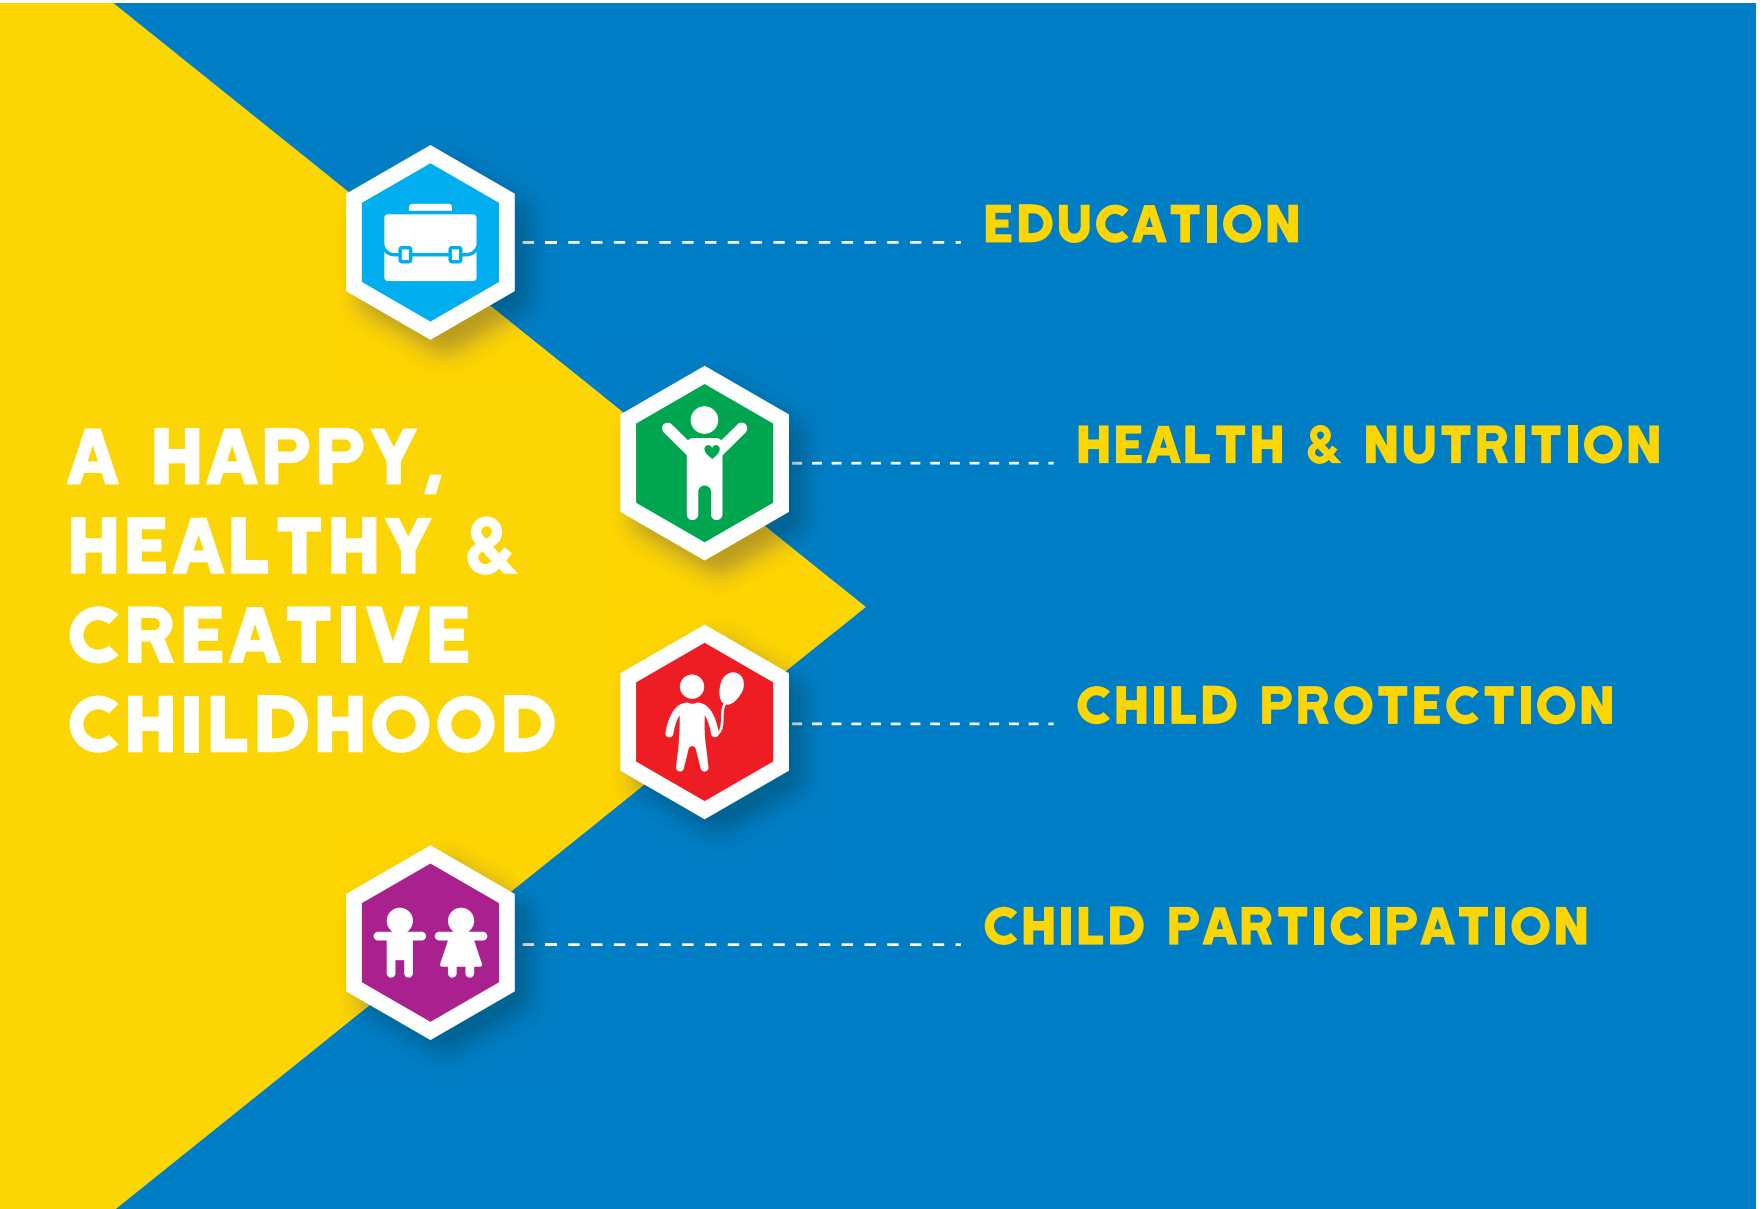 A HAPPY,
HEALTHY &
CREATIVE
CHILDHOOD
EDUCATION
HEALTH & NUTRITION
CHILD PROTECTION
CHILD PARTICIPATION